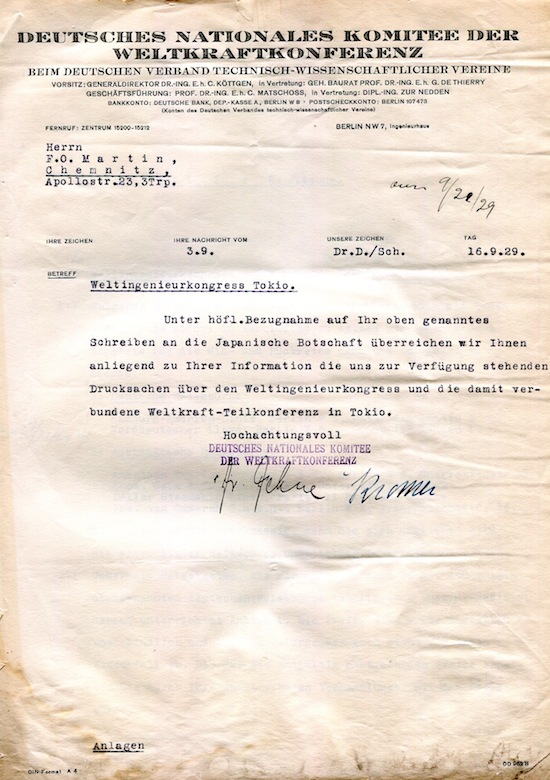 DEUTSCHES NATIONALES KOMITEE DER
WELTKRAFTKONFERENZ
BEIM DEUTSCHEN VERBAND TECHNISCH-WISSENSCHAFTLICHER VEREINE
VORSITZ: GENERALDIREKTOR DR.-ING. E. h. C. KÖTTGEN, in Vertretung: GEH. BAURAT PROF. DR.-ING. E. h. G. DE THIERRY
GESCHÄFTSFÜHRUNG: PROF. DR.-ING. E. h. C. MATSCHOSS, in Vertretung: DIPL.-ING. ZUR NEDDEN
BANKKONTO: DEUTSCHE BANK, DEP.-KASSE A, BERLIN W 8 · POSTSCHECKKONTO: BERLIN 107473
(Konten des Deutschen Verbandes technisch-wissenschaftlicher Vereine)
FERNRUF: ZENTRUM 15200-15212
BERLIN NW 7, Ingenieurhaus
Herrn
F.O. Martin,
Chemnitz,
Apollostr.23,3Trp.
9/21/29
IHRE ZEICHEN IHRE NACHRICHT VOM UNSERE ZEICHEN TAG
3.9. Dr.D./Sch. 16.9.29.
BETREFF
Weltingenieurkongress Tokio.
Unter höfl.Bezugnahme auf Ihr oben genanntes
Schreiben an die Japanische Botschaft überreichen wir Ihnen
anliegend zu Ihrer Information die uns zur Verfügung stehenden
Drucksachen über den Weltingenieurkongress und die damit ver-
bundene Weltkraft-Teilkonferenz in Tokio.
Hochachtungsvoll
DEUTSCHES NATIONALES KOMITEE
DER WELTKRAFTKONFERENZ
Anlagen
DIN-Format A 4